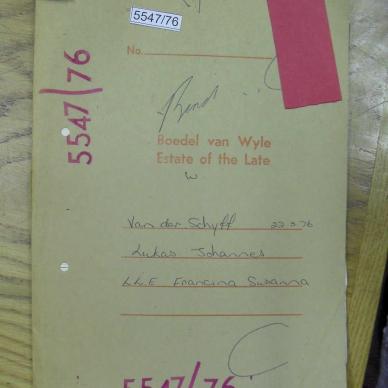 5547/76
No.
5547/76
Boedel van Wyle
Estate of the Late
W
Van der Schyff 22-3-76
Lukas Johannes
Francina Susanna
5547/76